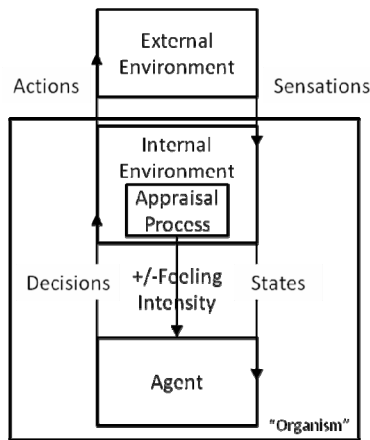 External
Environment
Actions
Sensations
Internal
Environment
Appraisal
Process
Decisions
+/-Feeling
Intensity
States
Agent
"Organism"